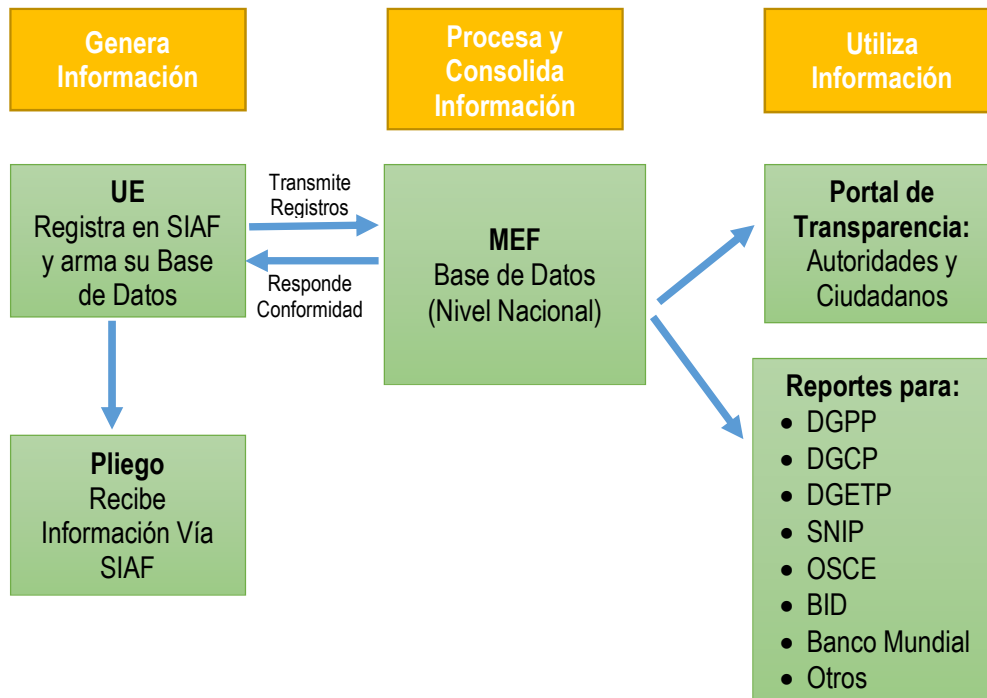 Genera
Información
Procesa y
Consolida
Información
Utiliza
Información
UE
Registra en SIAF
y arma su Base
de Datos
Transmite
Registros
Responde
Conformidad
MEF
Base de Datos
(Nivel Nacional)
Portal de
Transparencia:
Autoridades y
Ciudadanos
Pliego
Recibe
Información Vía
SIAF
Reportes para:
• DGPP
• DGCP
• DGETP
• SNIP
• OSCE
• BID
• Banco Mundial
• Otros